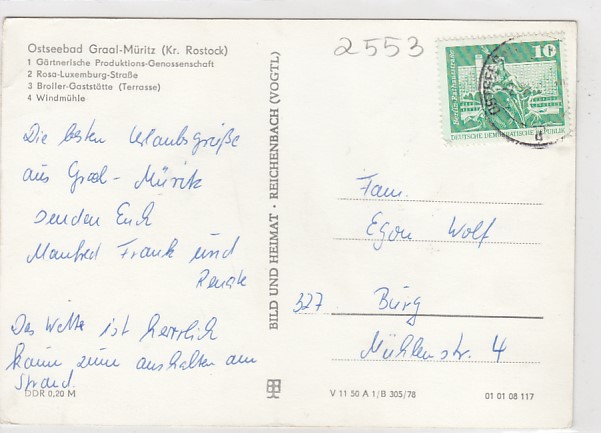 Ostseebad Graal-Müritz (Kr. Rostock)
1 Gärtnerische Produktions-Genossenschaft
2 Rosa-Luxemburg-Straße
3 Broiler-Gaststätte (Terrasse)
4 Windmühle
Die besten Urlaubsgrüße
aus Graal-Müritz
senden Euch
Manfred Frank und
Renate
Das Wetter ist herrlich
kaum zum aushalten am
Strand.
DDR 0,20 M
BILD UND HEIMAT · REICHENBACH (VOGTL)
2553
10
Berlin, Rathausstraße
DEUTSCHE DEMOKRATISCHE REPUBLIK
Fam.
Egon Wolf
327 Burg
Mühlenstr. 4
V 11 50 A 1/B 305/78
01 01 08 117